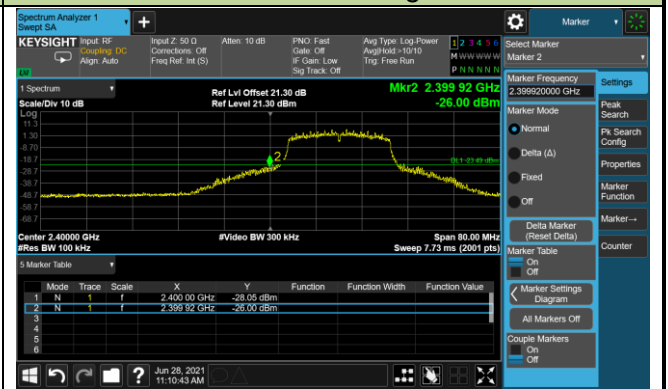 Spectrum Analyzer 1
Swept SA
+
Marker
KEYSIGHT
Input: RF
Coupling: DC
Align: Auto
Input Z: 50 Ω
Corrections: Off
Freq Ref: Int (S)
Atten: 10 dB
PNO: Fast
Gate: Off
IF Gain: Low
Sig Track: Off
Avg Type: Log-Power
Avg|Hold:>10/10
Trig: Free Run
1 2 3 4 5 6
M W W W W W
P N N N N N
Select Marker
Marker 2
LV
1 Spectrum
Scale/Div 10 dB
Log
Ref Lvl Offset 21.30 dB
Ref Level 21.30 dBm
Mkr2 2.399 92 GHz
-26.00 dBm
11.3
1.30
-8.70
-18.7
-28.7
-38.7
-48.7
-58.7
-68.7
2
Center 2.40000 GHz
#Res BW 100 kHz
#Video BW 300 kHz
Span 80.00 MHz
Sweep 7.73 ms (2001 pts)
5 Marker Table
Mode Trace Scale X Y Function Function Width Function Value
1 N 1 f 2.400 00 GHz -28.05 dBm
2 N 1 f 2.399 92 GHz -26.00 dBm
3
4
5
6
Marker Frequency
2.399920000 GHz
Marker Mode
Normal
Delta (Δ)
Fixed
Off
Delta Marker
(Reset Delta)
Marker Table
On
Off
Marker Settings
Diagram
All Markers Off
Couple Markers
On
Off
Settings
Peak
Search
Pk Search
Config
Properties
Marker
Function
Marker→
Counter
?
Jun 28, 2021
11:10:43 AM